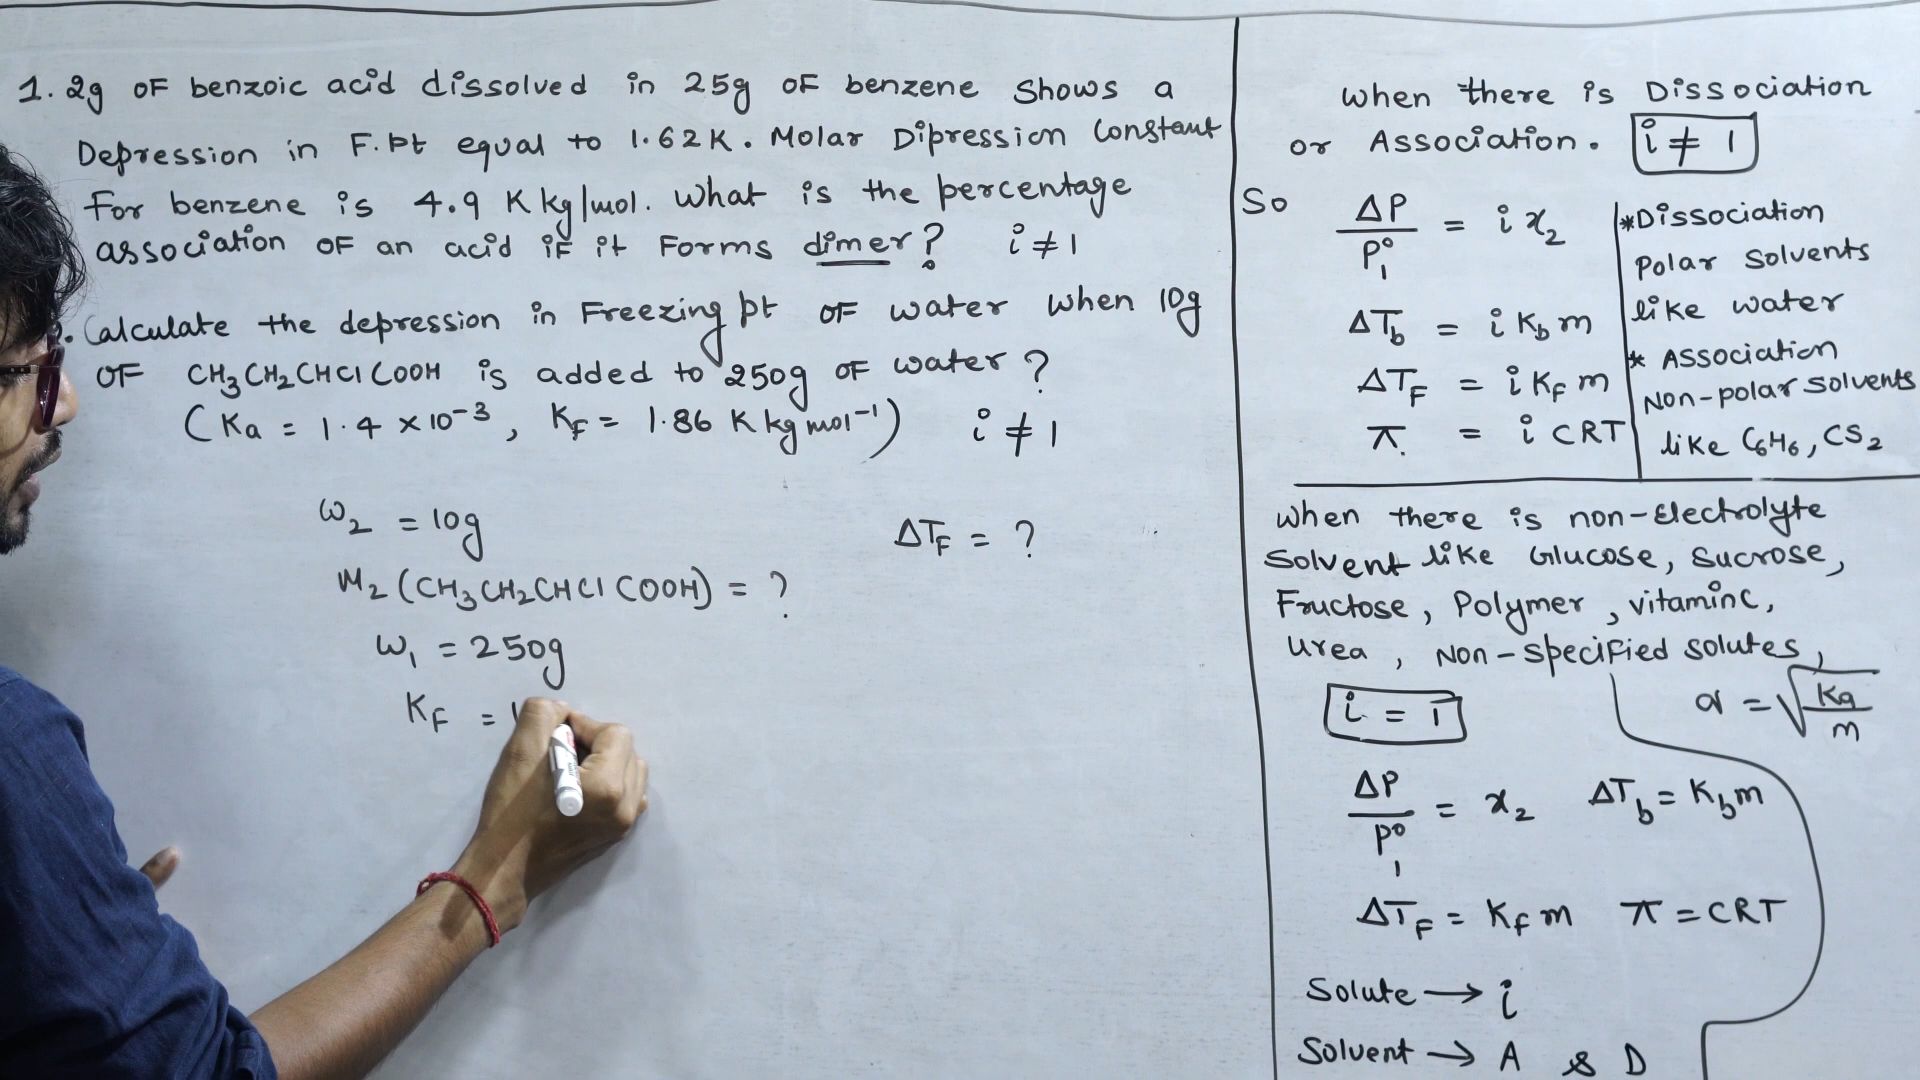 1. 2g OF benzoic acid dissolved in 25g OF benzene shows a
Depression in F.pt equal to 1.62K. Molar Dipression Constant
For benzene is 4.9 K kg/mol. What is the percentage
association OF an acid iF it Forms dimer? i ≠ 1
. Calculate the depression in Freezing pt OF water when 10g
OF CH₃CH₂CHCl COOH is added to 250g OF water?
(Ka = 1.4 × 10⁻³, KF = 1.86 K kg mol⁻¹) i ≠ 1
W₂ = 10g
M₂ (CH₃CH₂CHCl COOH) = ?
W₁ = 250g
KF = 1
ΔTF = ?
When there is Dissociation
or Association. i ≠ 1
So
ΔP/P₁⁰ = i x₂
ΔTb = i Kb m
ΔTF = i KF m
π. = i CRT
*Dissociation
Polar Solvents
like water
* Association
Non-polar solvents
like C₆H₆, CS₂
When there is non-Electrolyte
Solvent like Glucose, Sucrose,
Fructose, Polymer, vitaminc,
Urea, Non-specified solutes,
i = 1
α = √Ka/m
ΔP/P₁⁰ = x₂ ΔTb = Kb m
ΔTF = KF m π = CRT
Solute → i
Solvent → A & D